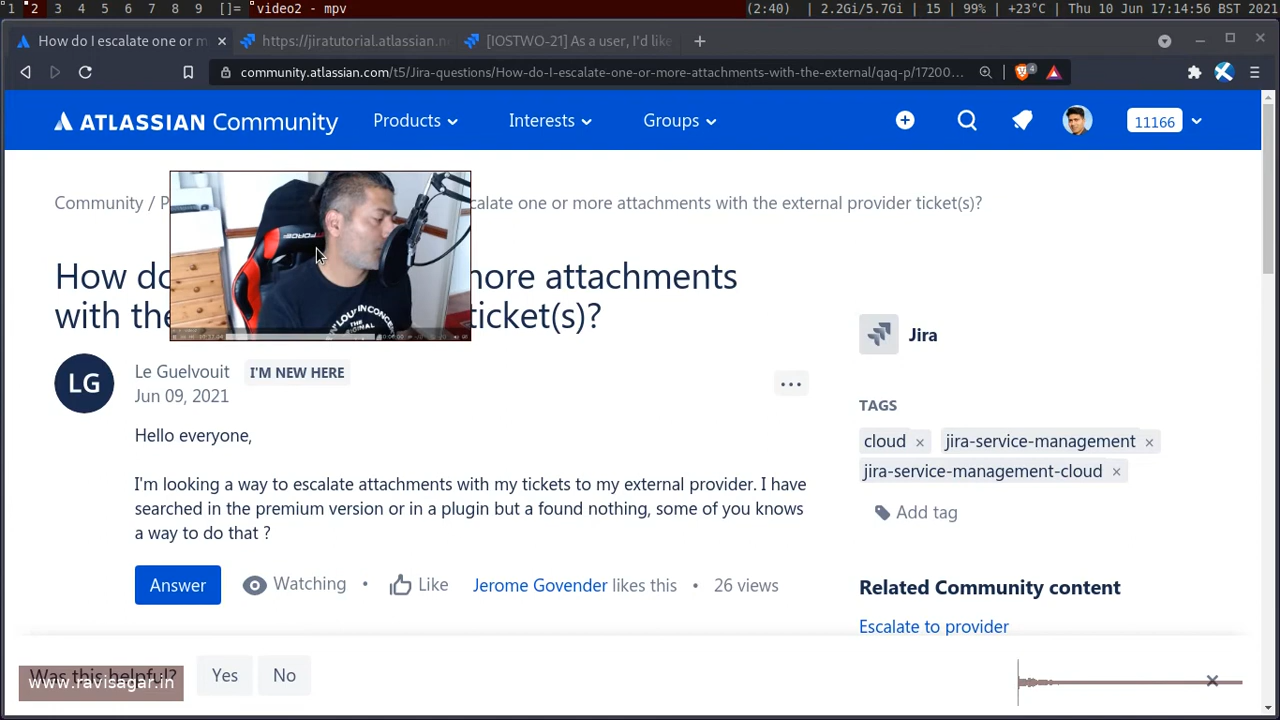 1 2 3 4 5 6 7 8 9 []= video2 - mpv (2:40) | 2.2Gi/5.7Gi | 15 | 99% | +23°C | Thu 10 Jun 17:14:56 BST 2021
How do I escalate one or m × https://jiratutorial.atlassian.n [IOSTWO-21] As a user, I'd like +
community.atlassian.com/t5/Jira-questions/How-do-I-escalate-one-or-more-attachments-with-the-external/qaq-p/17200... 4
ATLASSIAN Community Products Interests Groups 11166
Community / P calate one or more attachments with the external provider ticket(s)?
How do more attachments
with the ticket(s)?
Jira
LG
Le Guelvouit I'M NEW HERE
Jun 09, 2021
...
TAGS
cloud × jira-service-management ×
jira-service-management-cloud ×
Add tag
Hello everyone,
I'm looking a way to escalate attachments with my tickets to my external provider. I have
searched in the premium version or in a plugin but a found nothing, some of you knows
a way to do that ?
Answer Watching • Like Jerome Govender likes this • 26 views
Related Community content
Escalate to provider
Was this helpful? Yes No
www.ravisagar.in